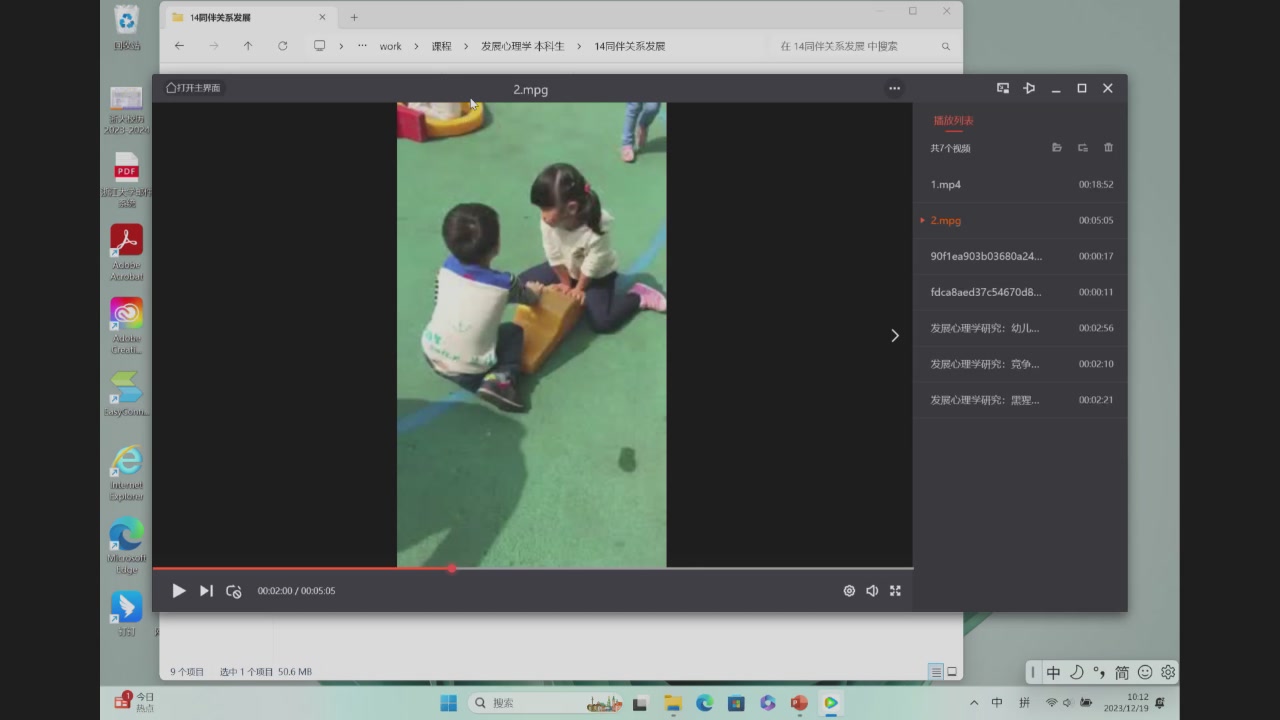 14同伴关系发展
work
课程
发展心理学 本科生
14同伴关系发展
在 14同伴关系发展 中搜索
回收站
2023-2024
PDF
Adobe Acrobat
Adobe Creati...
EasyConn...
Internet Explorer
Microsoft Edge
钉钉
打开主界面
2.mpg
播放列表
共7个视频
1.mp4 00:18:52
2.mpg 00:05:05
90f1ea903b03680a24... 00:00:17
fdca8aed37c54670d8... 00:00:11
发展心理学研究：幼儿... 00:02:56
发展心理学研究：竞争... 00:02:10
发展心理学研究：黑猩... 00:02:21
00:02:00 / 00:05:05
9 个项目 选中 1 个项目 50.6 MB
中 简
1
今日
热点
搜索
中 拼
10:12
2023/12/19